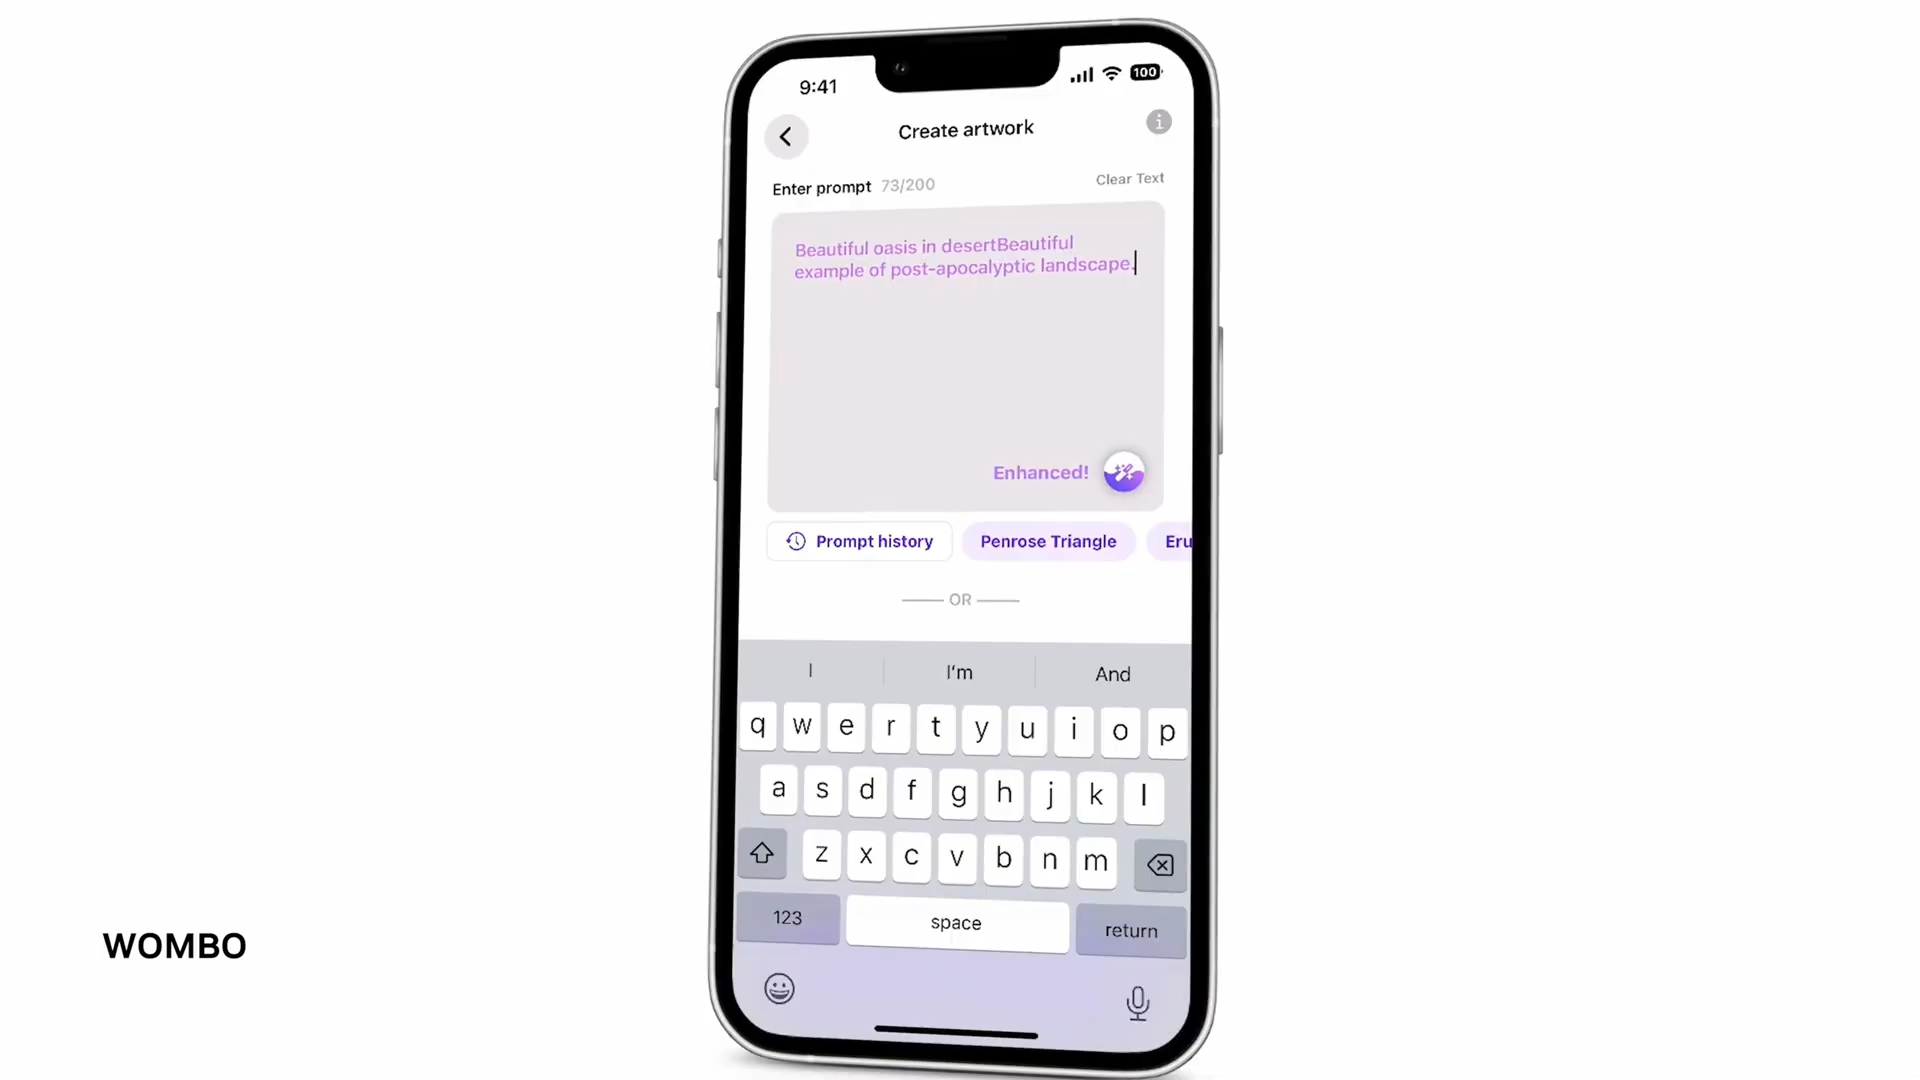 9:41
100
Create artwork
Enter prompt 73/200
Clear Text
Beautiful oasis in desertBeautiful
example of post-apocalyptic landscape.
Enhanced!
Prompt history
Penrose Triangle
Eru
OR
I
I'm
And
q w e r t y u i o p
a s d f g h j k l
z x c v b n m
123
space
return
WOMBO